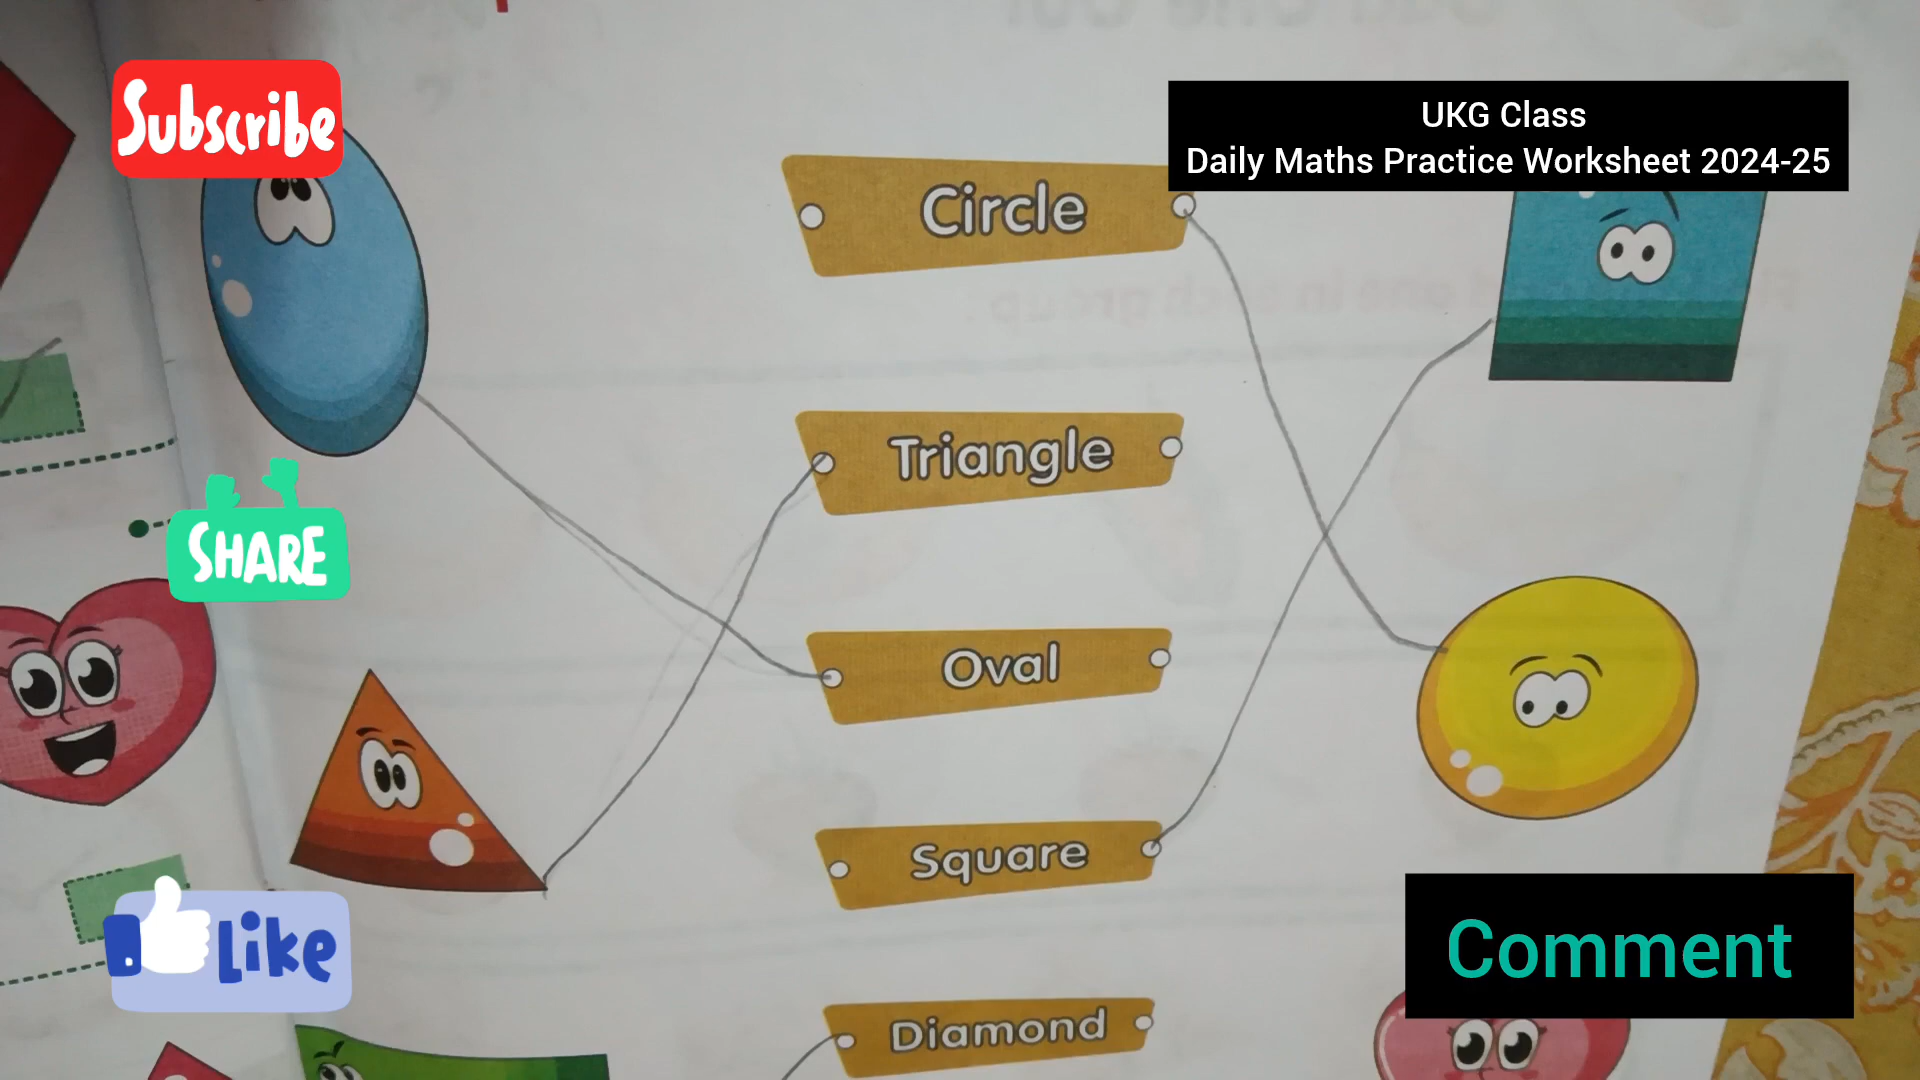 Subscribe
UKG Class
Daily Maths Practice Worksheet 2024-25
Circle
Triangle
SHARE
Oval
Square
Like
Comment
Diamond